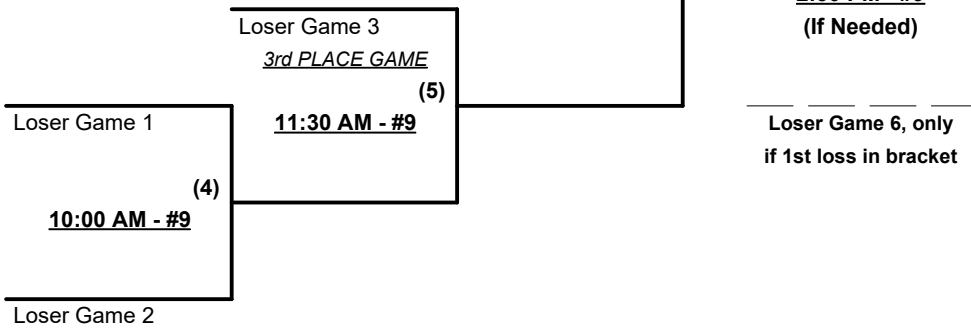 Loser Game 3
(If Needed)
3rd PLACE GAME
(5)
Loser Game 1
11:30 AM - #9
Loser Game 6, only
if 1st loss in bracket
(4)
10:00 AM - #9
Loser Game 2